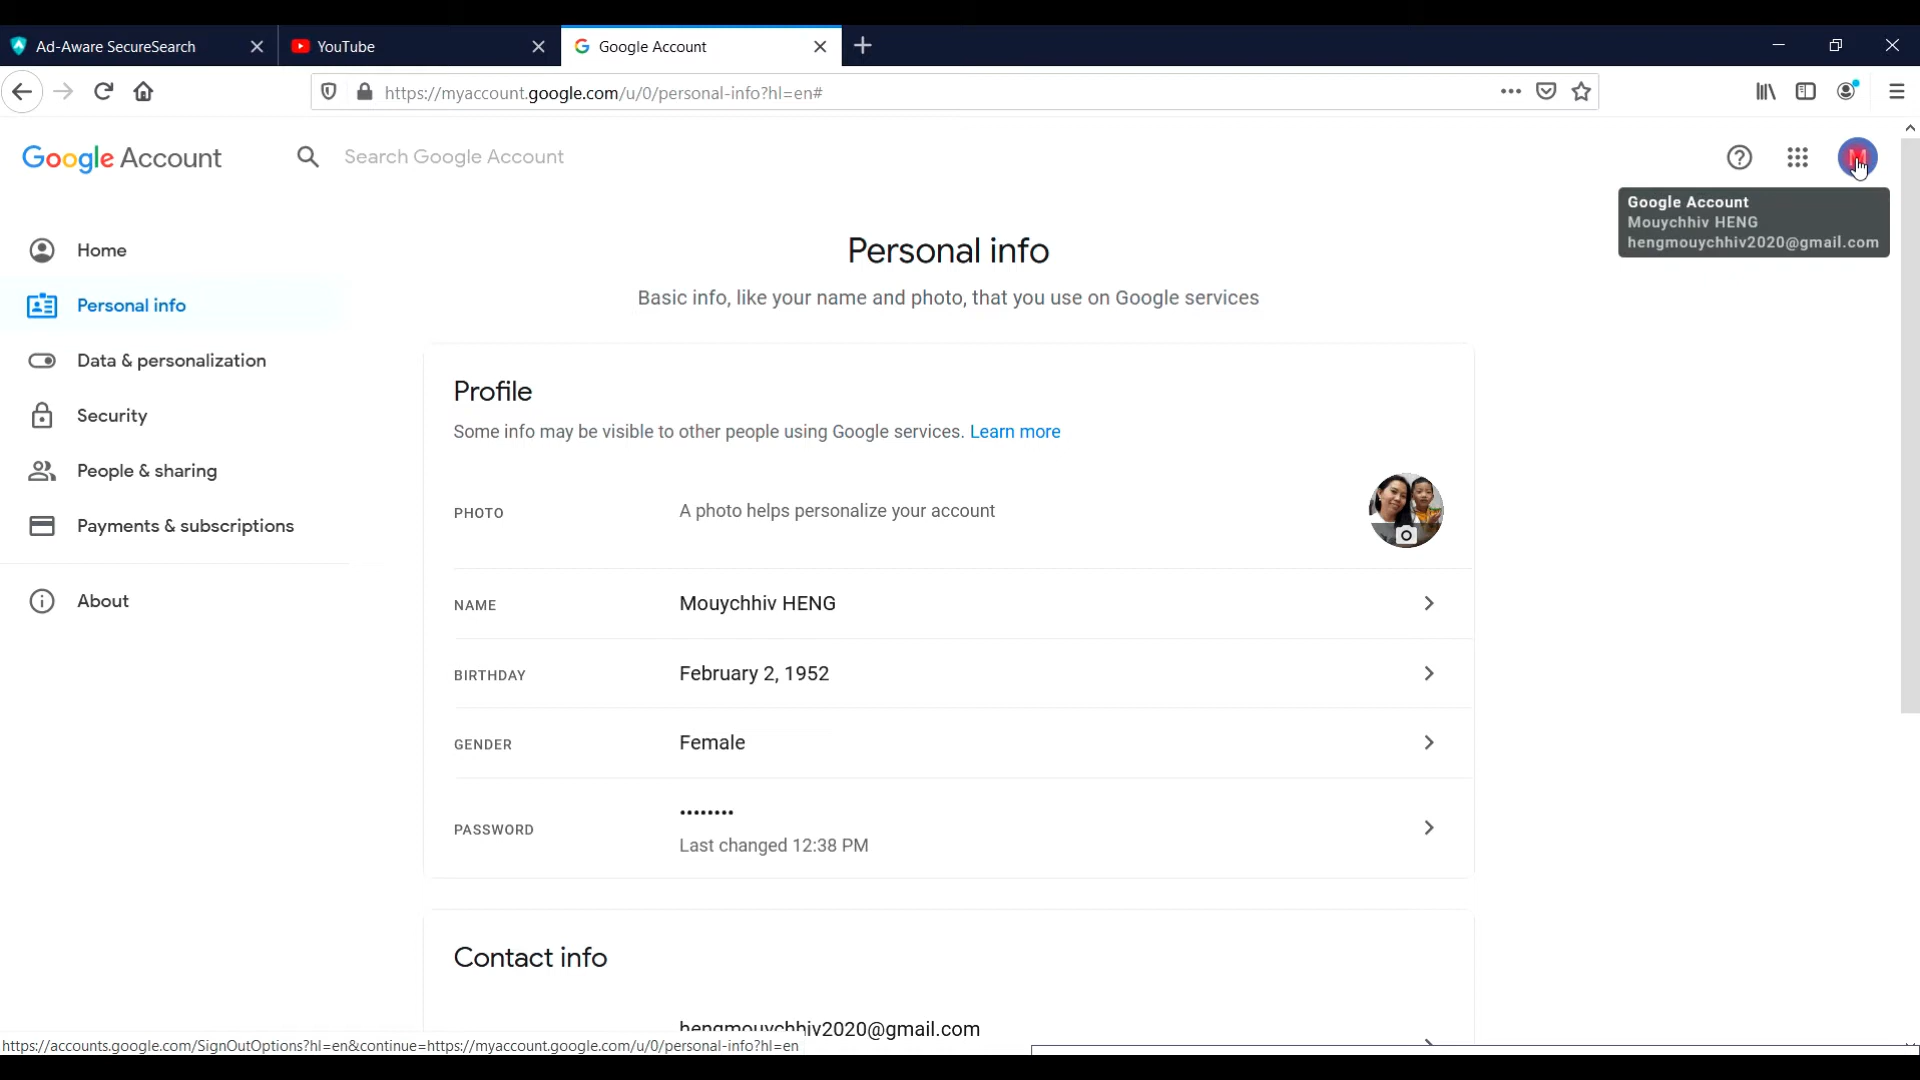 Ad-Aware SecureSearch
YouTube
Google Account
https://myaccount.google.com/u/0/personal-info?hl=en#
Google Account
Search Google Account
M
Google Account
Mouychhiv HENG
hengmouychhiv2020@gmail.com
Home
Personal info
Data & personalization
Security
People & sharing
Payments & subscriptions
About
Personal info
Basic info, like your name and photo, that you use on Google services
Profile
Some info may be visible to other people using Google services. Learn more
PHOTO A photo helps personalize your account
NAME Mouychhiv HENG
BIRTHDAY February 2, 1952
GENDER Female
PASSWORD ••••••••
Last changed 12:38 PM
Contact info
hengmouychhiv2020@gmail.com
https://accounts.google.com/SignOutOptions?hl=en&continue=https://myaccount.google.com/u/0/personal-info?hl=en